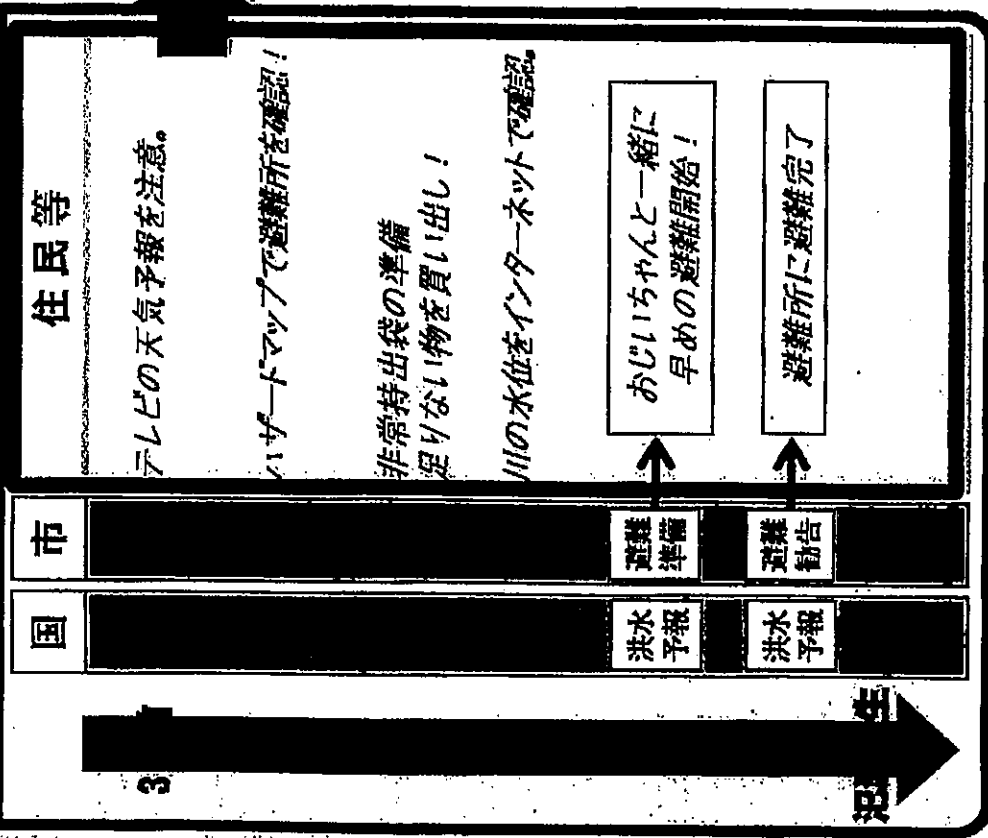 国
市
住民等
3
テレビの天気予報を注意。
ハザードマップで避難所を確認！
非常持出袋の準備
足りない物を買い出し！
川の水位をインターネットで確認。
洪水
予報
避難
準備
おじいちゃんと一緒に
早めの避難開始！
洪水
予報
避難
勧告
避難所に避難完了